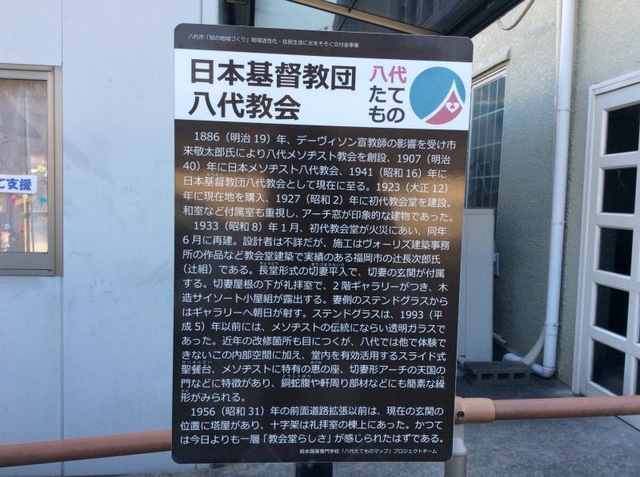 八代市「知の地域づくり」地域活性化・住民生活に光をそそぐ交付金事業
日本基督教団
八代教会
八代
たて
もの
1886（明治 19）年、デーヴィソン宣教師の影響を受け市
来敬太郎氏により八代メソヂスト教会を創設、1907（明治
40）年に日本メソヂスト八代教会、1941（昭和 16）年に
日本基督教団八代教会として現在に至る。1923（大正 12）
年に現在地を購入、1927（昭和 2）年に初代教会堂を建設。
和室など付属室も重視し、アーチ窓が印象的な建物であった。
1933（昭和 8）年 1 月、初代教会堂が火災にあい、同年
6 月に再建。設計者は不詳だが、施工はヴォーリズ建築事務
所の作品など教会堂建築で実績のある福岡市の辻長次郎氏
（辻組）である。長堂形式の切妻平入で、切妻の玄関が付属
する。切妻屋根の下が礼拝室で、2 階ギャラリーがつき、木
造サイソート小屋組が露出する。妻側のステンドグラスから
はギャラリーへ朝日が射す。ステンドグラスは、1993（平
成 5）年以前には、メソヂストの伝統にならい透明ガラスで
あった。近年の改修箇所も目につくが、八代では他で体験で
きないこの内部空間に加え、堂内を有効活用するスライド式
聖餐台、メソヂストに特有の恵の座、切妻形アーチの天国の
門などに特徴があり、銅蛇腹や軒周り部材などにも簡素な繰
形がみられる。
1956（昭和 31）年の前面道路拡張以前は、現在の玄関の
位置に塔屋があり、十字架は礼拝室の棟上にあった。かつて
は今日よりも一層「教会堂らしさ」が感じられたはずである。
熊本高等専門学校「八代たてものマップ」プロジェクトチーム
ご支援